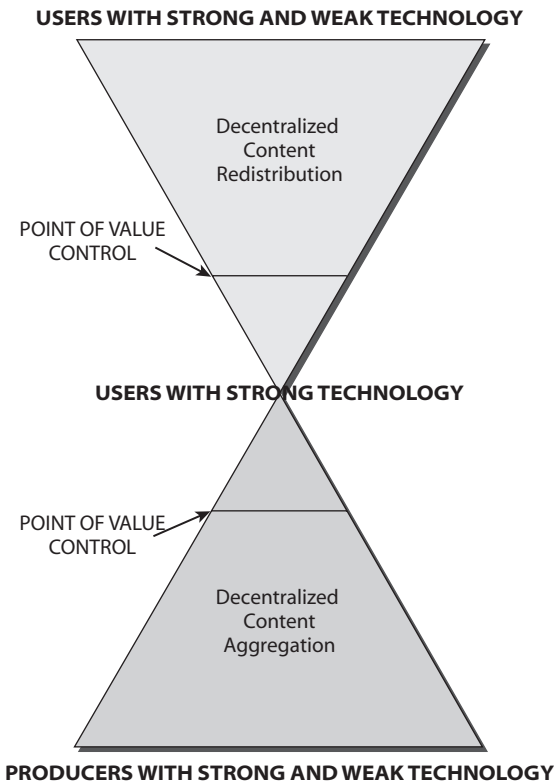 USERS WITH STRONG AND WEAK TECHNOLOGY
Decentralized
Content
Redistribution
POINT OF VALUE
CONTROL
USERS WITH STRONG TECHNOLOGY
POINT OF VALUE
CONTROL
Decentralized
Content
Aggregation
PRODUCERS WITH STRONG AND WEAK TECHNOLOGY